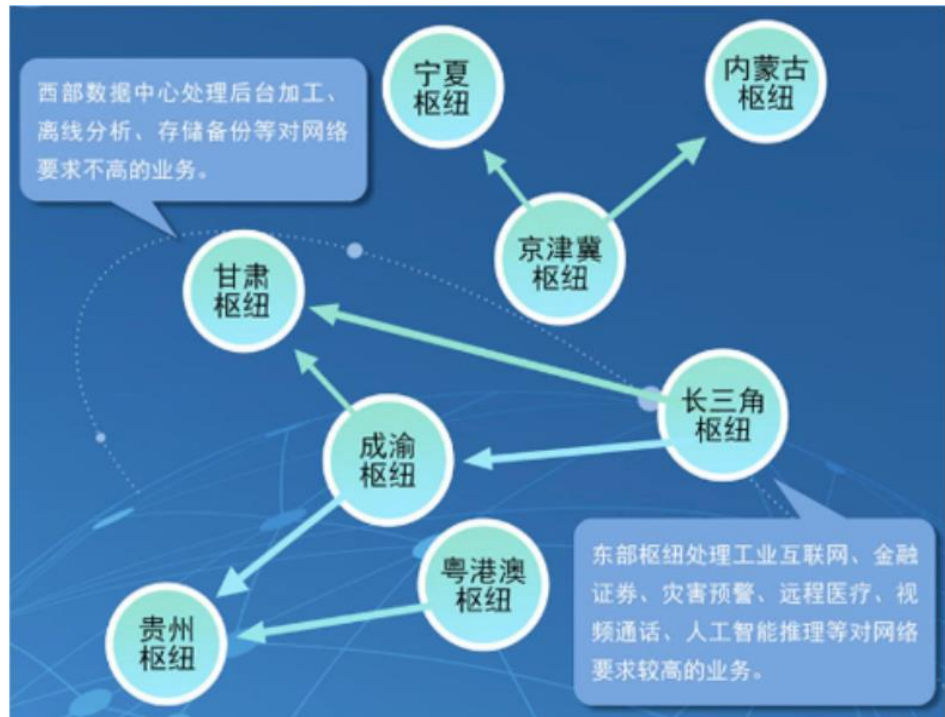 宁夏
枢纽
内蒙古
枢纽
西部数据中心处理后台加工、
离线分析、存储备份等对网络
要求不高的业务。
京津冀
枢纽
甘肃
枢纽
长三角
枢纽
成渝
枢纽
粤港澳
枢纽
东部枢纽处理工业互联网、金融
证券、灾害预警、远程医疗、视
频通话、人工智能推理等对网络
要求较高的业务。
贵州
枢纽